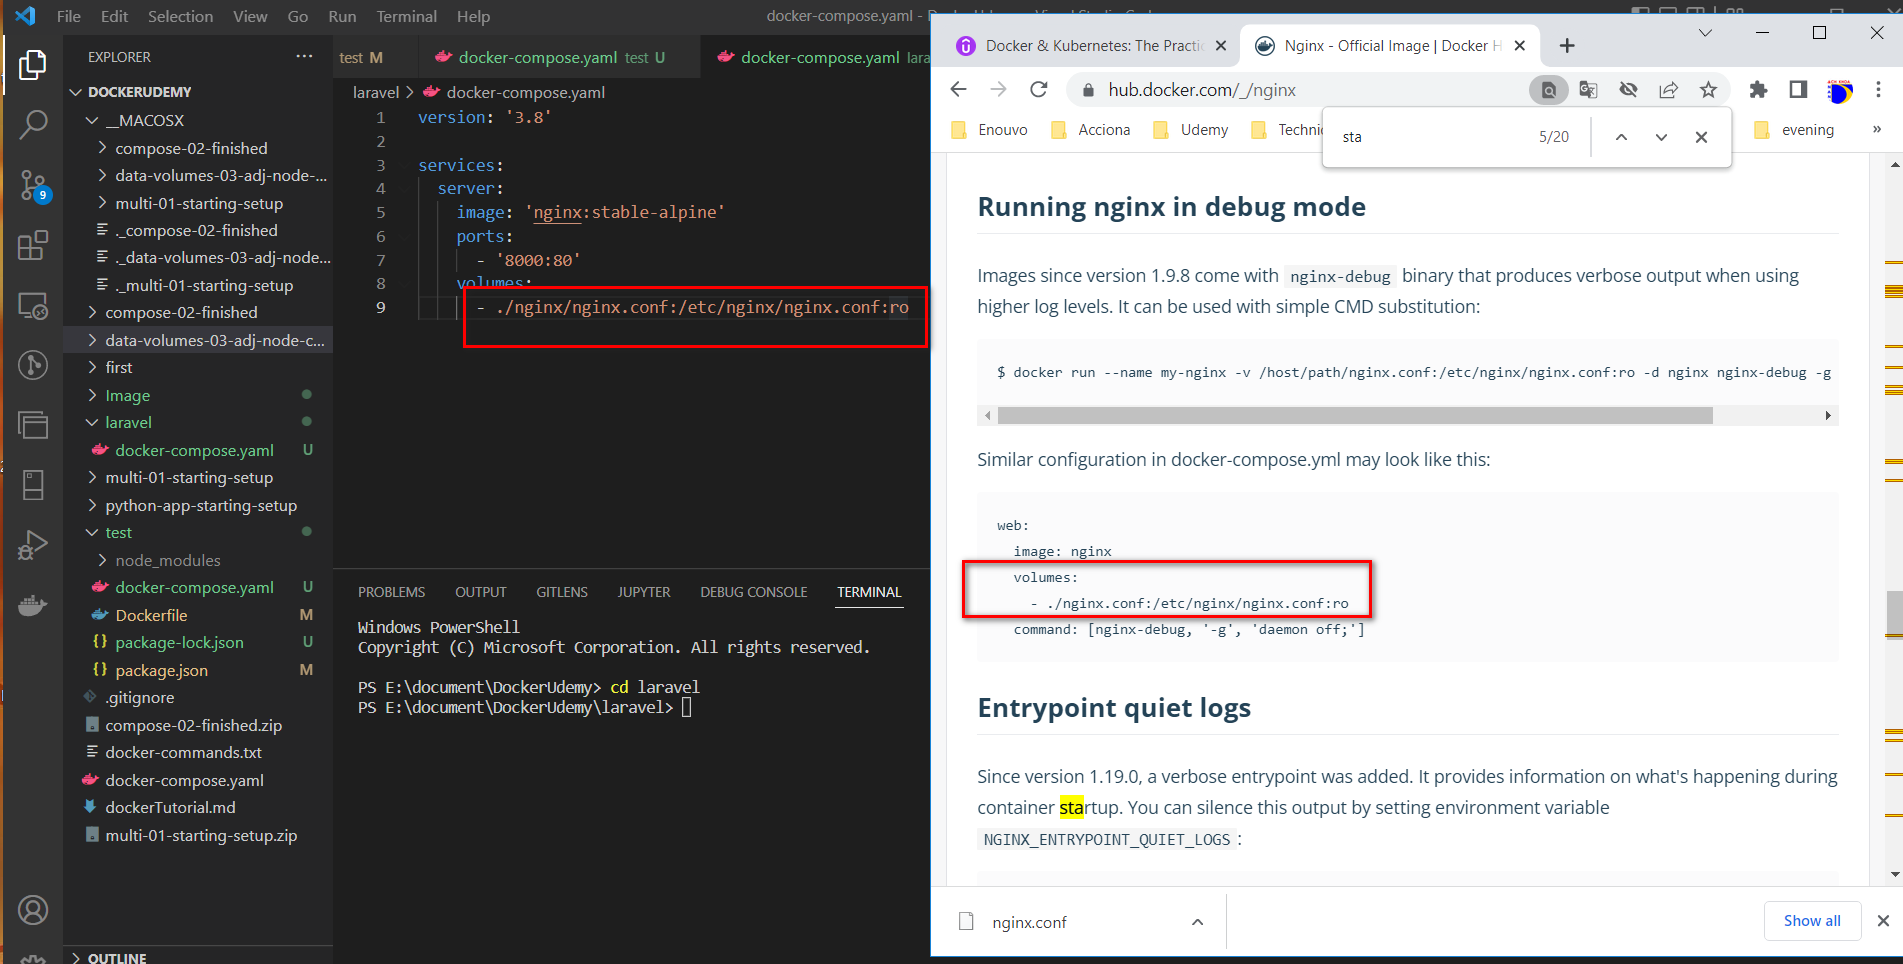 File Edit Selection View Go Run Terminal Help
docker-compose.yaml -
EXPLORER
DOCKERUDEMY
__MACOSX
compose-02-finished
data-volumes-03-adj-node-...
multi-01-starting-setup
._compose-02-finished
._data-volumes-03-adj-node...
._multi-01-starting-setup
compose-02-finished
data-volumes-03-adj-node-c...
first
Image
laravel
docker-compose.yaml U
multi-01-starting-setup
python-app-starting-setup
test
node_modules
docker-compose.yaml U
Dockerfile M
package-lock.json U
package.json M
.gitignore
compose-02-finished.zip
docker-commands.txt
docker-compose.yaml
dockerTutorial.md
multi-01-starting-setup.zip
OUTLINE
9
test M
docker-compose.yaml test U
docker-compose.yaml lara
laravel > docker-compose.yaml
1 version: '3.8'
2
3 services:
4 server:
5 image: 'nginx:stable-alpine'
6 ports:
7 - '8000:80'
8 volumes:
9 - ./nginx/nginx.conf:/etc/nginx/nginx.conf:ro
PROBLEMS OUTPUT GITLENS JUPYTER DEBUG CONSOLE TERMINAL
Windows PowerShell
Copyright (C) Microsoft Corporation. All rights reserved.
PS E:\document\DockerUdemy> cd laravel
PS E:\document\DockerUdemy\laravel>
Docker & Kubernetes: The Practic
Nginx - Official Image | Docker H
hub.docker.com/_/nginx
Enouvo Acciona Udemy Techni evening »
sta 5/20
Running nginx in debug mode
Images since version 1.9.8 come with nginx-debug binary that produces verbose output when using
higher log levels. It can be used with simple CMD substitution:
$ docker run --name my-nginx -v /host/path/nginx.conf:/etc/nginx/nginx.conf:ro -d nginx nginx-debug -g
Similar configuration in docker-compose.yml may look like this:
web:
image: nginx
volumes:
- ./nginx.conf:/etc/nginx/nginx.conf:ro
command: [nginx-debug, '-g', 'daemon off;']
Entrypoint quiet logs
Since version 1.19.0, a verbose entrypoint was added. It provides information on what's happening during
container startup. You can silence this output by setting environment variable
NGINX_ENTRYPOINT_QUIET_LOGS :
nginx.conf
Show all